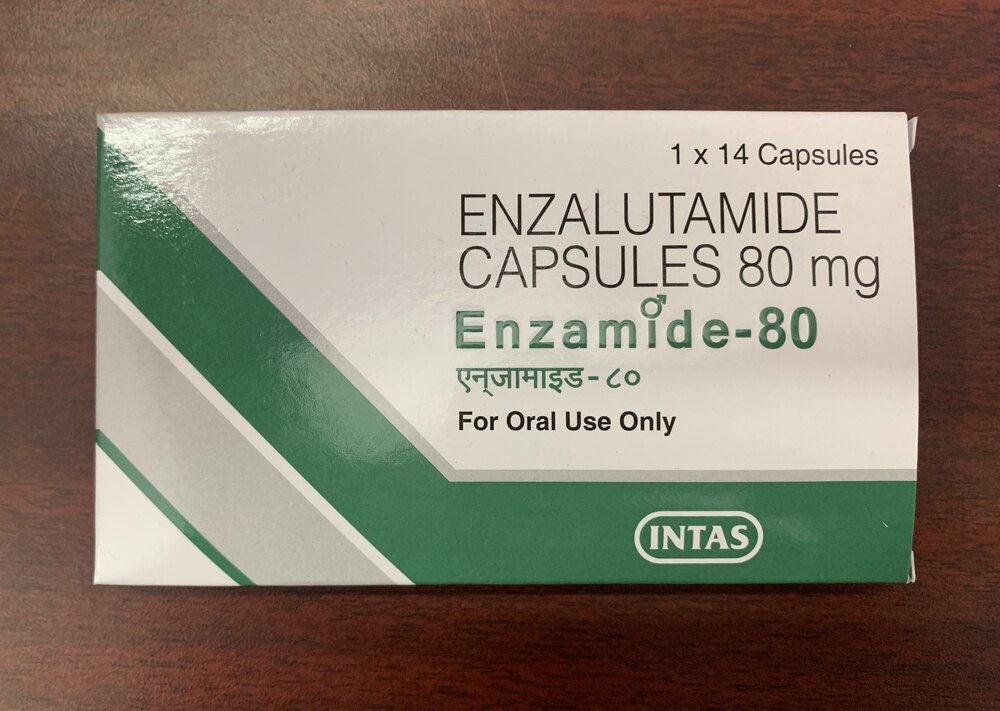 1 x 14 Capsules
ENZALUTAMIDE
CAPSULES 80 mg
Enzamide-80
एन्‌जामाइड-८०
For Oral Use Only
INTAS